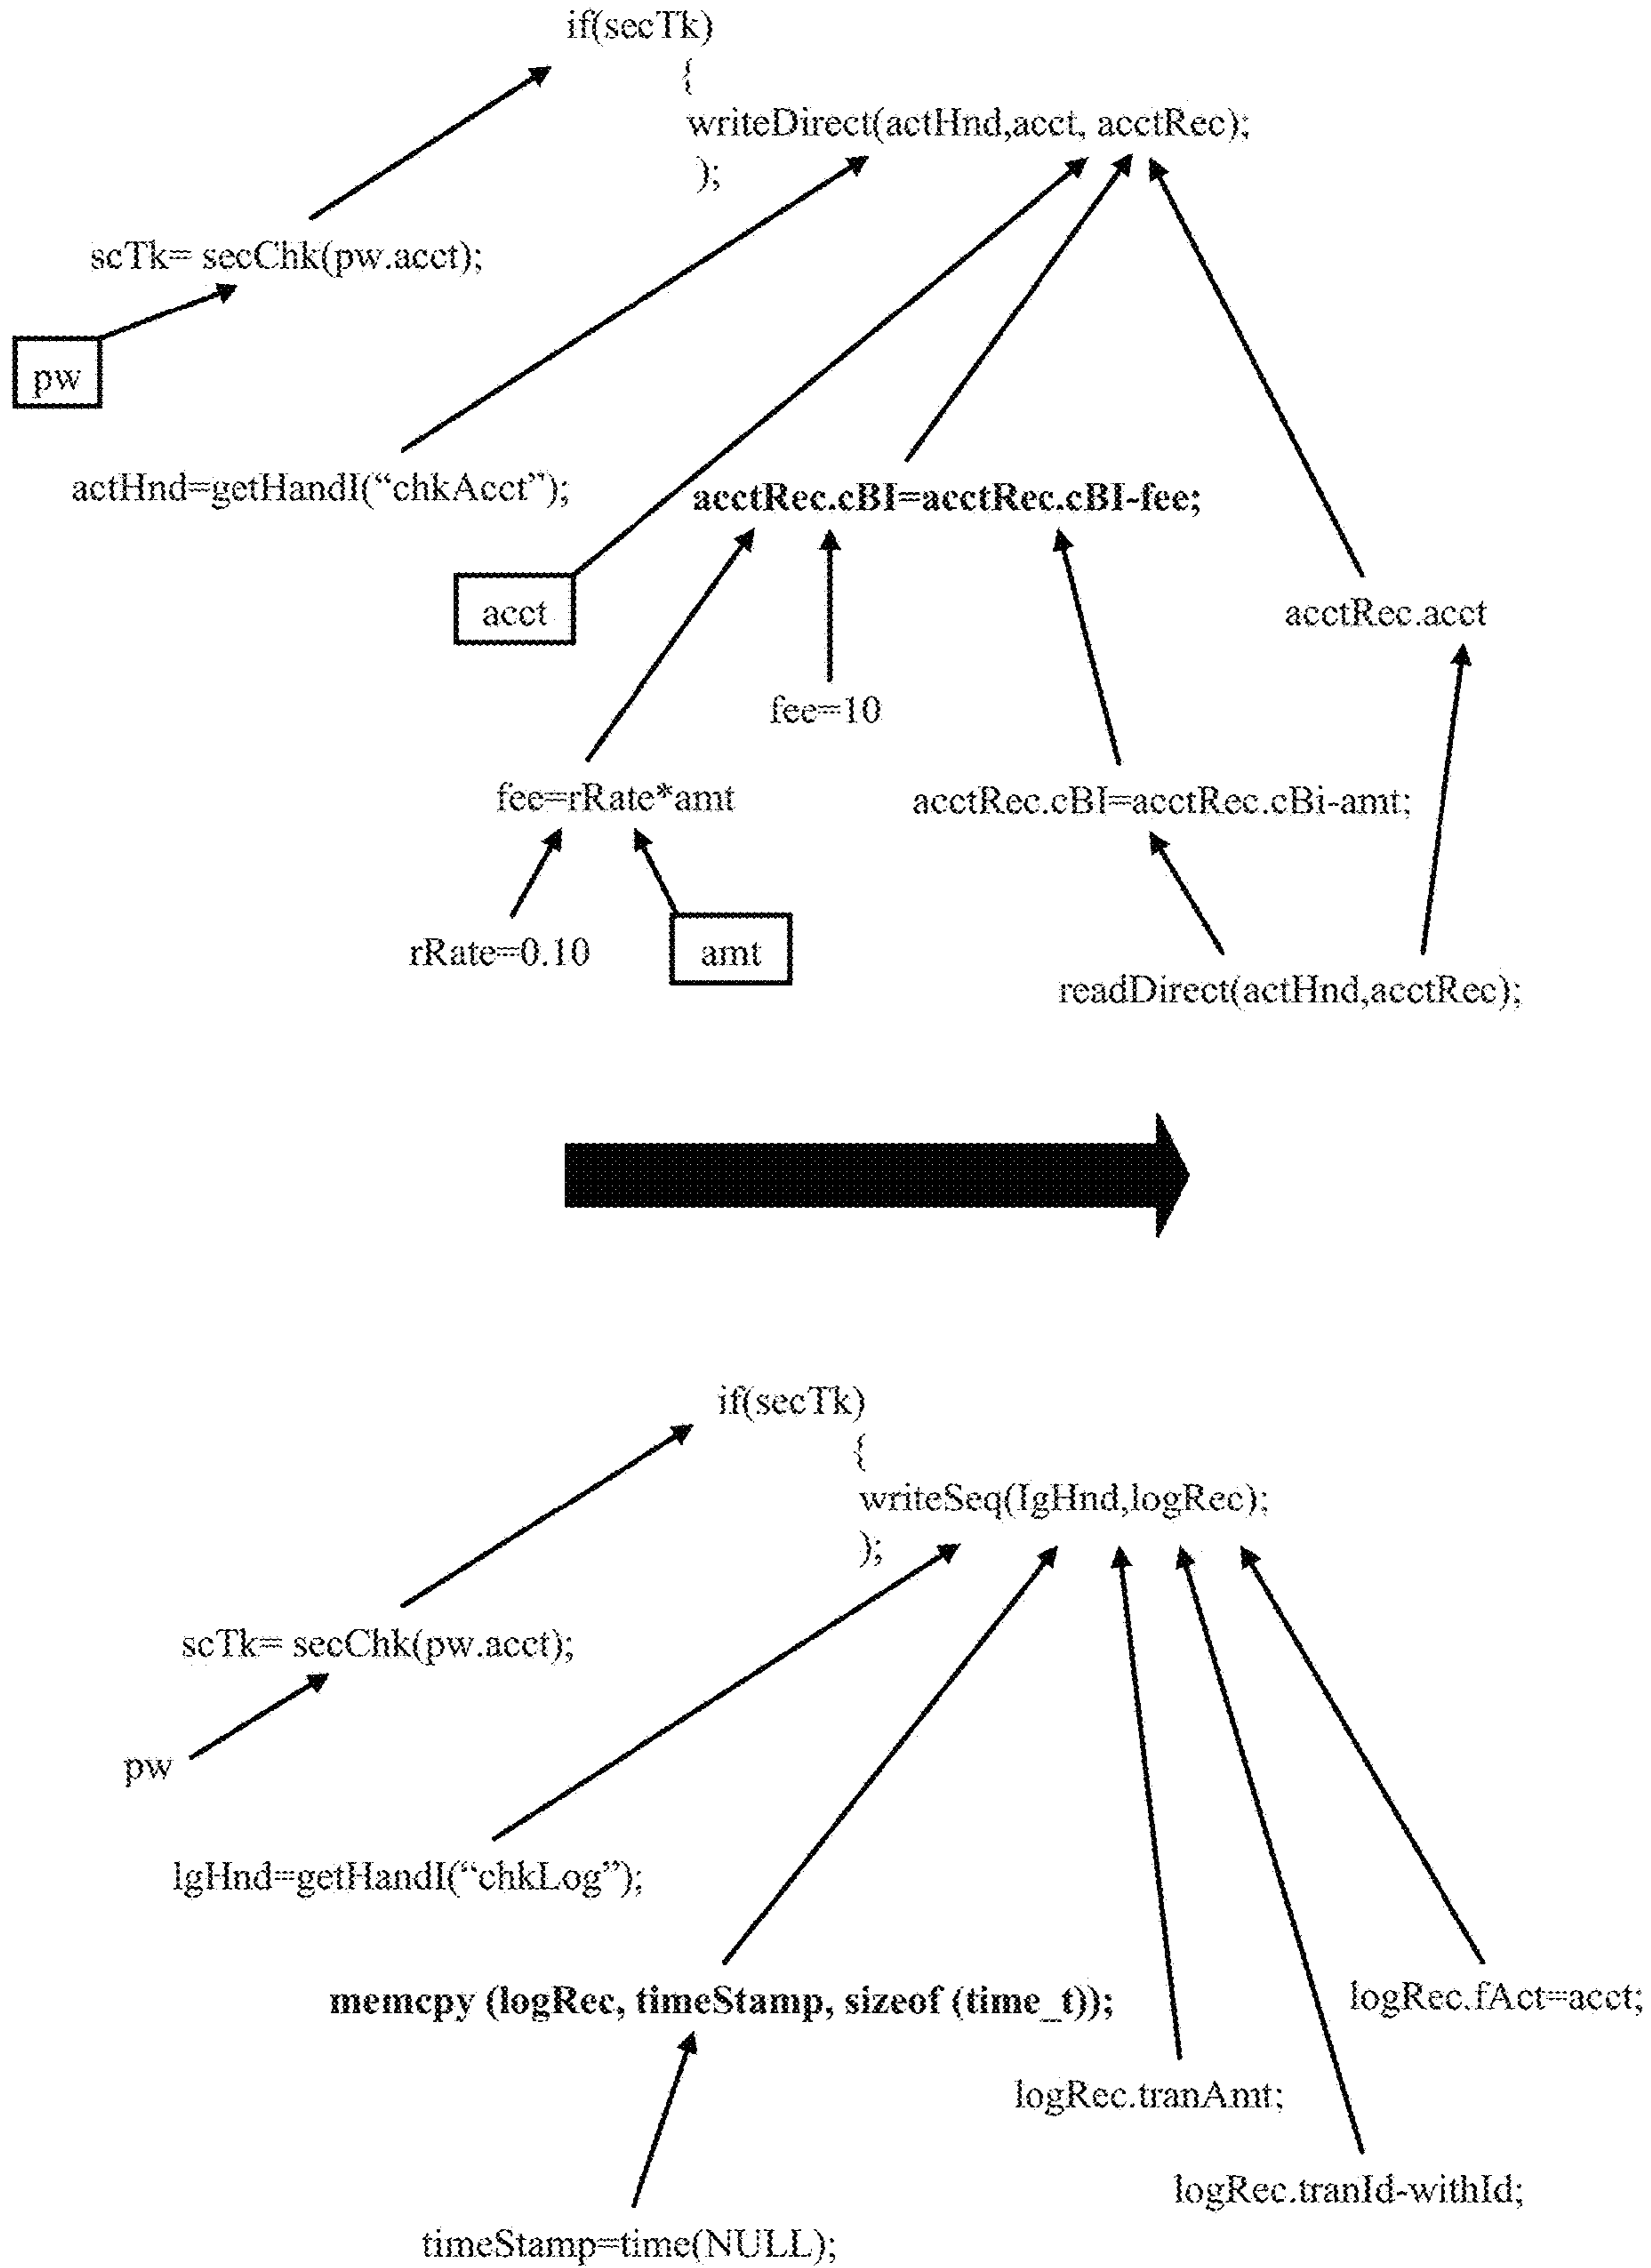 if(secTk)
{
writeDirect(actHnd,acct, acctRec);
);
scTk= secChk(pw.acct);
pw
actHnd=getHandI(“chkAcct”);
acctRec.cBI=acctRec.cBI-fee;
acct
acctRec.acct
fee=10
fee=rRate*amt
acctRec.cBI=acctRec.cBi-amt;
rRate=0.10
amt
readDirect(actHnd,acctRec);
if(secTk)
{
writeSeq(IgHnd,logRec);
);
scTk= secChk(pw.acct);
pw
lgHnd=getHandI(“chkLog”);
memcpy (logRec, timeStamp, sizeof (time_t));
logRec.fAct=acct;
logRec.tranAmt;
logRec.tranId-withId;
timeStamp=time(NULL);